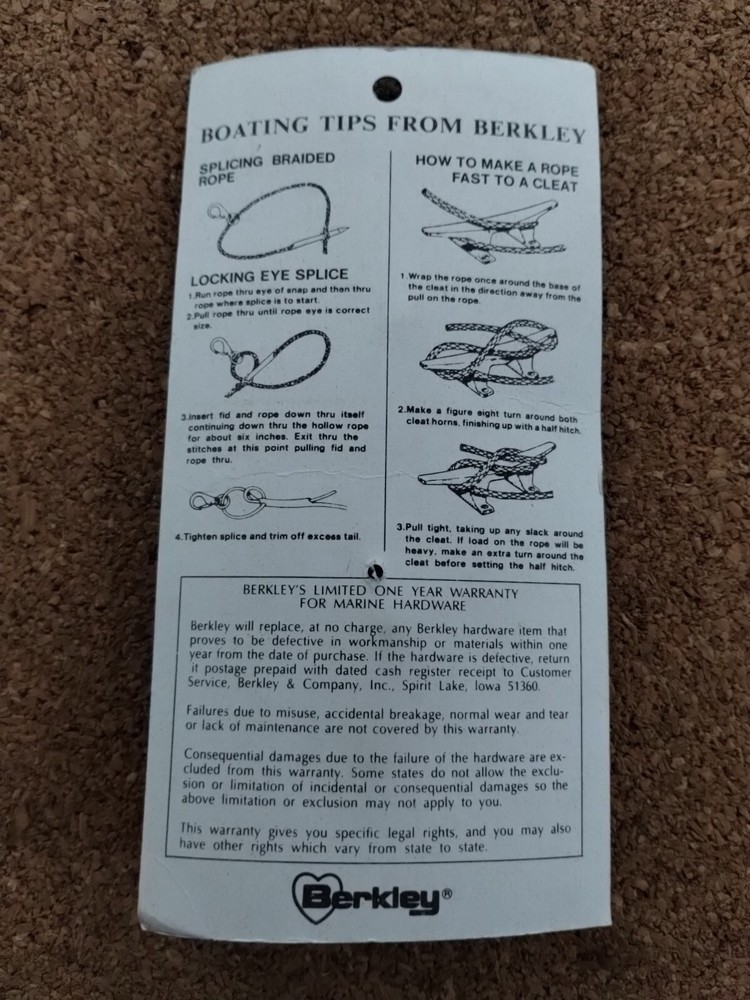 BOATING TIPS FROM BERKLEY
SPLICING BRAIDED
ROPE
LOCKING EYE SPLICE
1.Run rope thru eye of snap and then thru
rope where splice is to start.
2.Pull rope thru until rope eye is correct
size.
3.Insert fid and rope down thru itself
continuing down thru the hollow rope
for about six inches. Exit thru the
stitches at this point pulling fid and
rope thru.
4.Tighten splice and trim off excess tail.
HOW TO MAKE A ROPE
FAST TO A CLEAT
1.Wrap the rope once around the base of
the cleat in the direction away from the
pull on the rope.
2.Make a figure eight turn around both
cleat horns, finishing up with a half hitch.
3.Pull tight, taking up any slack around
the cleat. If load on the rope will be
heavy, make an extra turn around the
cleat before setting the half hitch.
BERKLEY'S LIMITED ONE YEAR WARRANTY
FOR MARINE HARDWARE
Berkley will replace, at no charge, any Berkley hardware item that
proves to be defective in workmanship or materials within one
year from the date of purchase. If the hardware is defective, return
it postage prepaid with dated cash register receipt to Customer
Service, Berkley & Company, Inc., Spirit Lake, Iowa 51360.
Failures due to misuse, accidental breakage, normal wear and tear
or lack of maintenance are not covered by this warranty.
Consequential damages due to the failure of the hardware are ex-
cluded from this warranty. Some states do not allow the exclu-
sion or limitation of incidental or consequential damages so the
above limitation or exclusion may not apply to you.
This warranty gives you specific legal rights, and you may also
have other rights which vary from state to state.
Berkley®